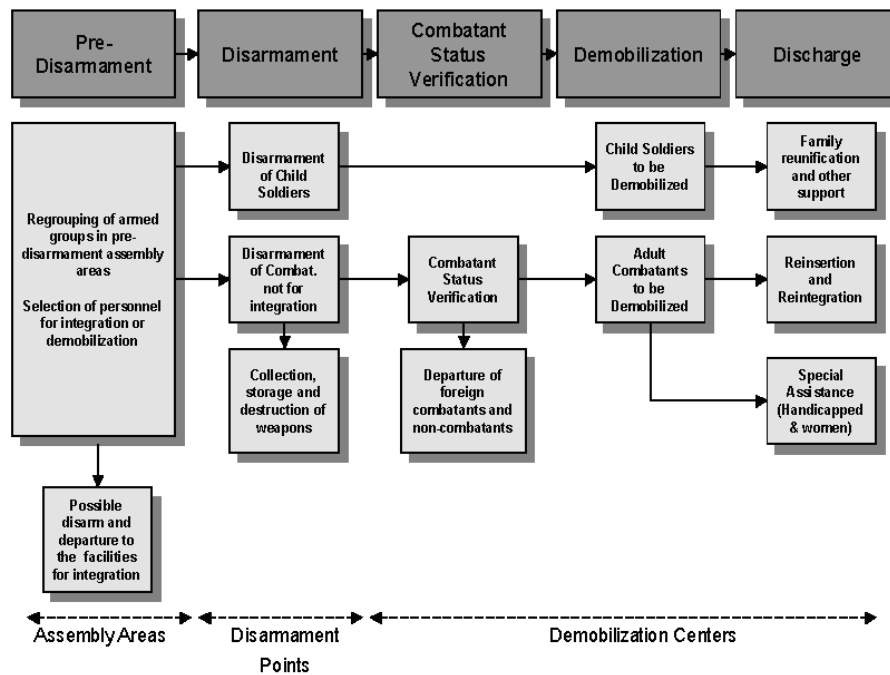 Pre-
Disarmament
Disarmament
Combatant
Status
Verification
Demobilization
Discharge
Regrouping of armed
groups in pre-
disarmament assembly
areas
Selection of personnel
for integration or
demobilization
Disarmament
of Child
Soldiers
Child Soldiers
to be
Demobilized
Family
reunification
and other
support
Disarmament
of Combat.
not for
integration
Combatant
Status
Verification
Adult
Combatants
to be
Demobilized
Reinsertion
and
Reintegration
Collection,
storage and
destruction of
weapons
Departure of
foreign
combatants and
non-combatants
Special
Assistance
(Handicapped
& women)
Possible
disarm and
departure to
the facilities
for integration
Assembly Areas
Disarmament
Points
Demobilization Centers